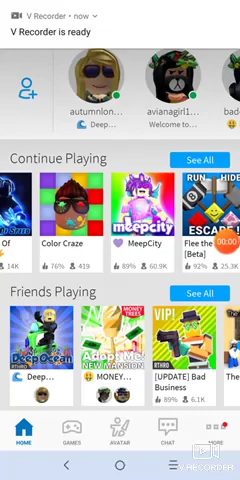 V Recorder • now
V Recorder is ready
autumnlon...
avianagirl1...
bad
Deep...
Welcome to...
Continue Playing
See All
RUN
HIDE
ESCAPE
meepcity
00:00
Of
Color Craze
MeepCity
Flee the
[Beta]
14K
76%
419
89%
60.9K
92%
25.3K
Friends Playing
See All
MONEY TREES
VIP!
Deep Ocean
Adopt Me!
NEW MANSION
RTHRO
RTHRO
Deep...
MONEY...
[UPDATE] Bad
Business
The
89%
6.1K
HOME
GAMES
AVATAR
CHAT
MORE
V RECORDER